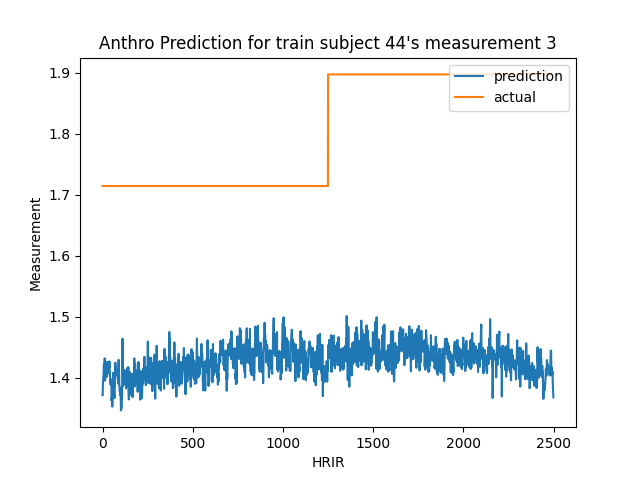 Anthro Prediction for train subject 44's measurement 3
prediction
actual
1.9
1.8
1.7
1.6
1.5
1.4
Measurement
0
500
1000
1500
2000
2500
HRIR